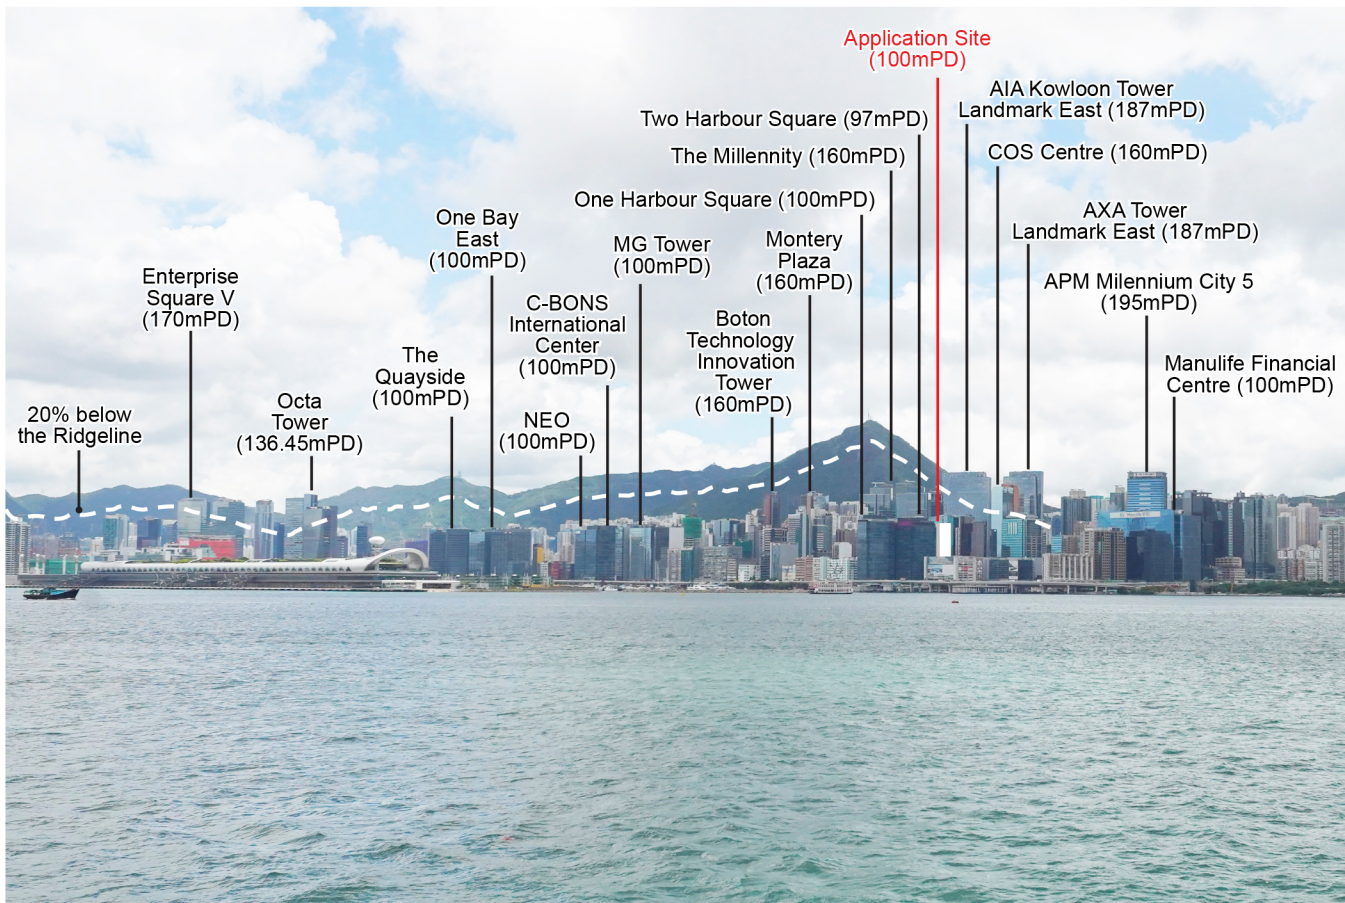 Application Site
(100mPD)
AIA Kowloon Tower
Landmark East (187mPD)
Two Harbour Square (97mPD)
The Millennity (160mPD)
COS Centre (160mPD)
One Harbour Square (100mPD)
AXA Tower
Landmark East (187mPD)
One Bay
East
(100mPD)
MG Tower
(100mPD)
Montery
Plaza
(160mPD)
Enterprise
Square V
(170mPD)
APM Milennium City 5
(195mPD)
C-BONS
International
Center
(100mPD)
Boton
Technology
Innovation
Tower
(160mPD)
The
Quayside
(100mPD)
Manulife Financial
Centre (100mPD)
Octa
Tower
(136.45mPD)
20% below
the Ridgeline
NEO
(100mPD)